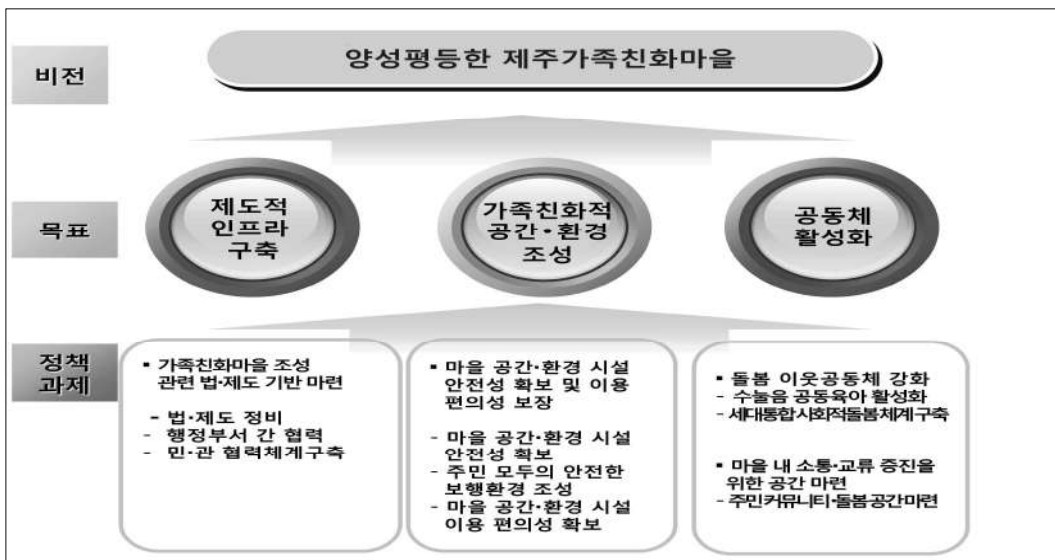 비전
양성평등한 제주가족친화마을
목표
제도적
인프라
구축
가족친화적
공간·환경
조성
공동체
활성화
정책
과제
▪ 가족친화마을 조성
관련 법·제도 기반 마련
- 법·제도 정비
- 행정부서 간 협력
- 민·관 협력체계구축
▪ 마을 공간·환경 시설
안전성 확보 및 이용
편의성 보장
- 마을 공간·환경 시설
안전성 확보
- 주민 모두의 안전한
보행환경 조성
- 마을 공간·환경 시설
이용 편의성 확보
▪ 돌봄 이웃공동체 강화
- 수눌음 공동육아 활성화
- 세대통합 사회적돌봄체계 구축
▪ 마을 내 소통·교류 증진을
위한 공간 마련
- 주민커뮤니티·돌봄공간마련